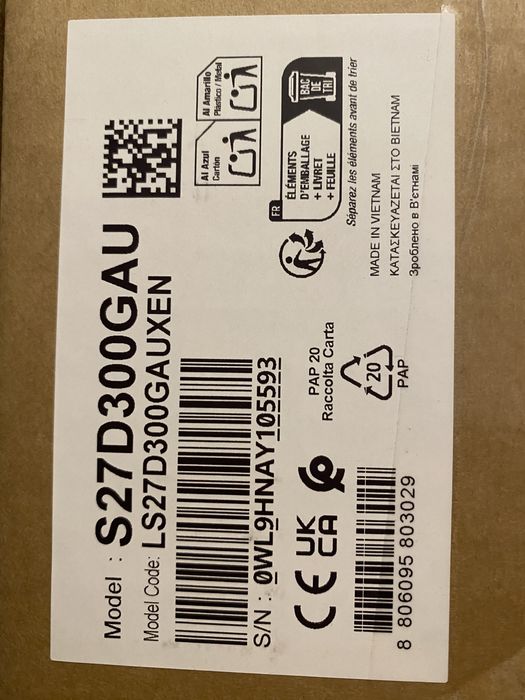 Model : S27D300GAU
Model Code: LS27D300GAUXEN
S/N : 0WL9HNAY105593
CE
UK
CA
8 806095 803029
PAP 20
Raccolta Carta
20
PAP
Al Azul
Cartón
Al Amarillo
Plástico / Metal
FR
ÉLÉMENTS
D'EMBALLAGE
+ LIVRET
+ FEUILLE
BAC
DE
TRI
Séparez les éléments avant de trier
MADE IN VIETNAM
ΚΑΤΑΣΚΕΥΑΖΕΤΑΙ ΣΤΟ ΒΙΕΤΝΑΜ
Зроблено в В'єтнамі